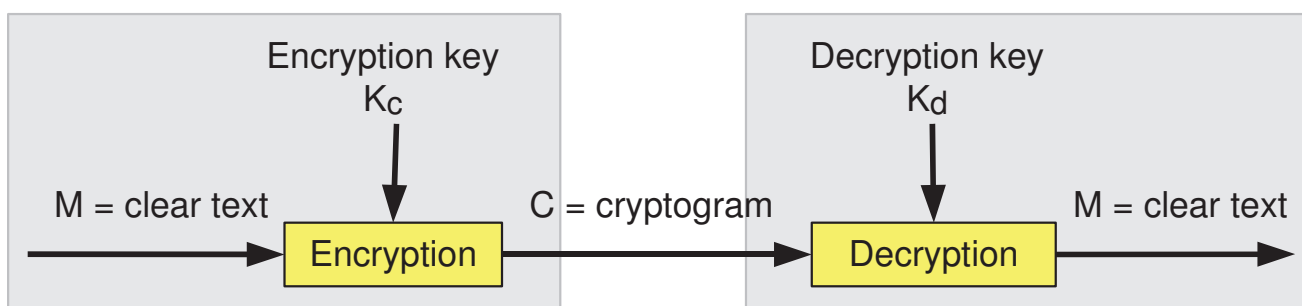 Encryption key
Kc
Decryption key
Kd
M = clear text
C = cryptogram
M = clear text
Encryption
Decryption